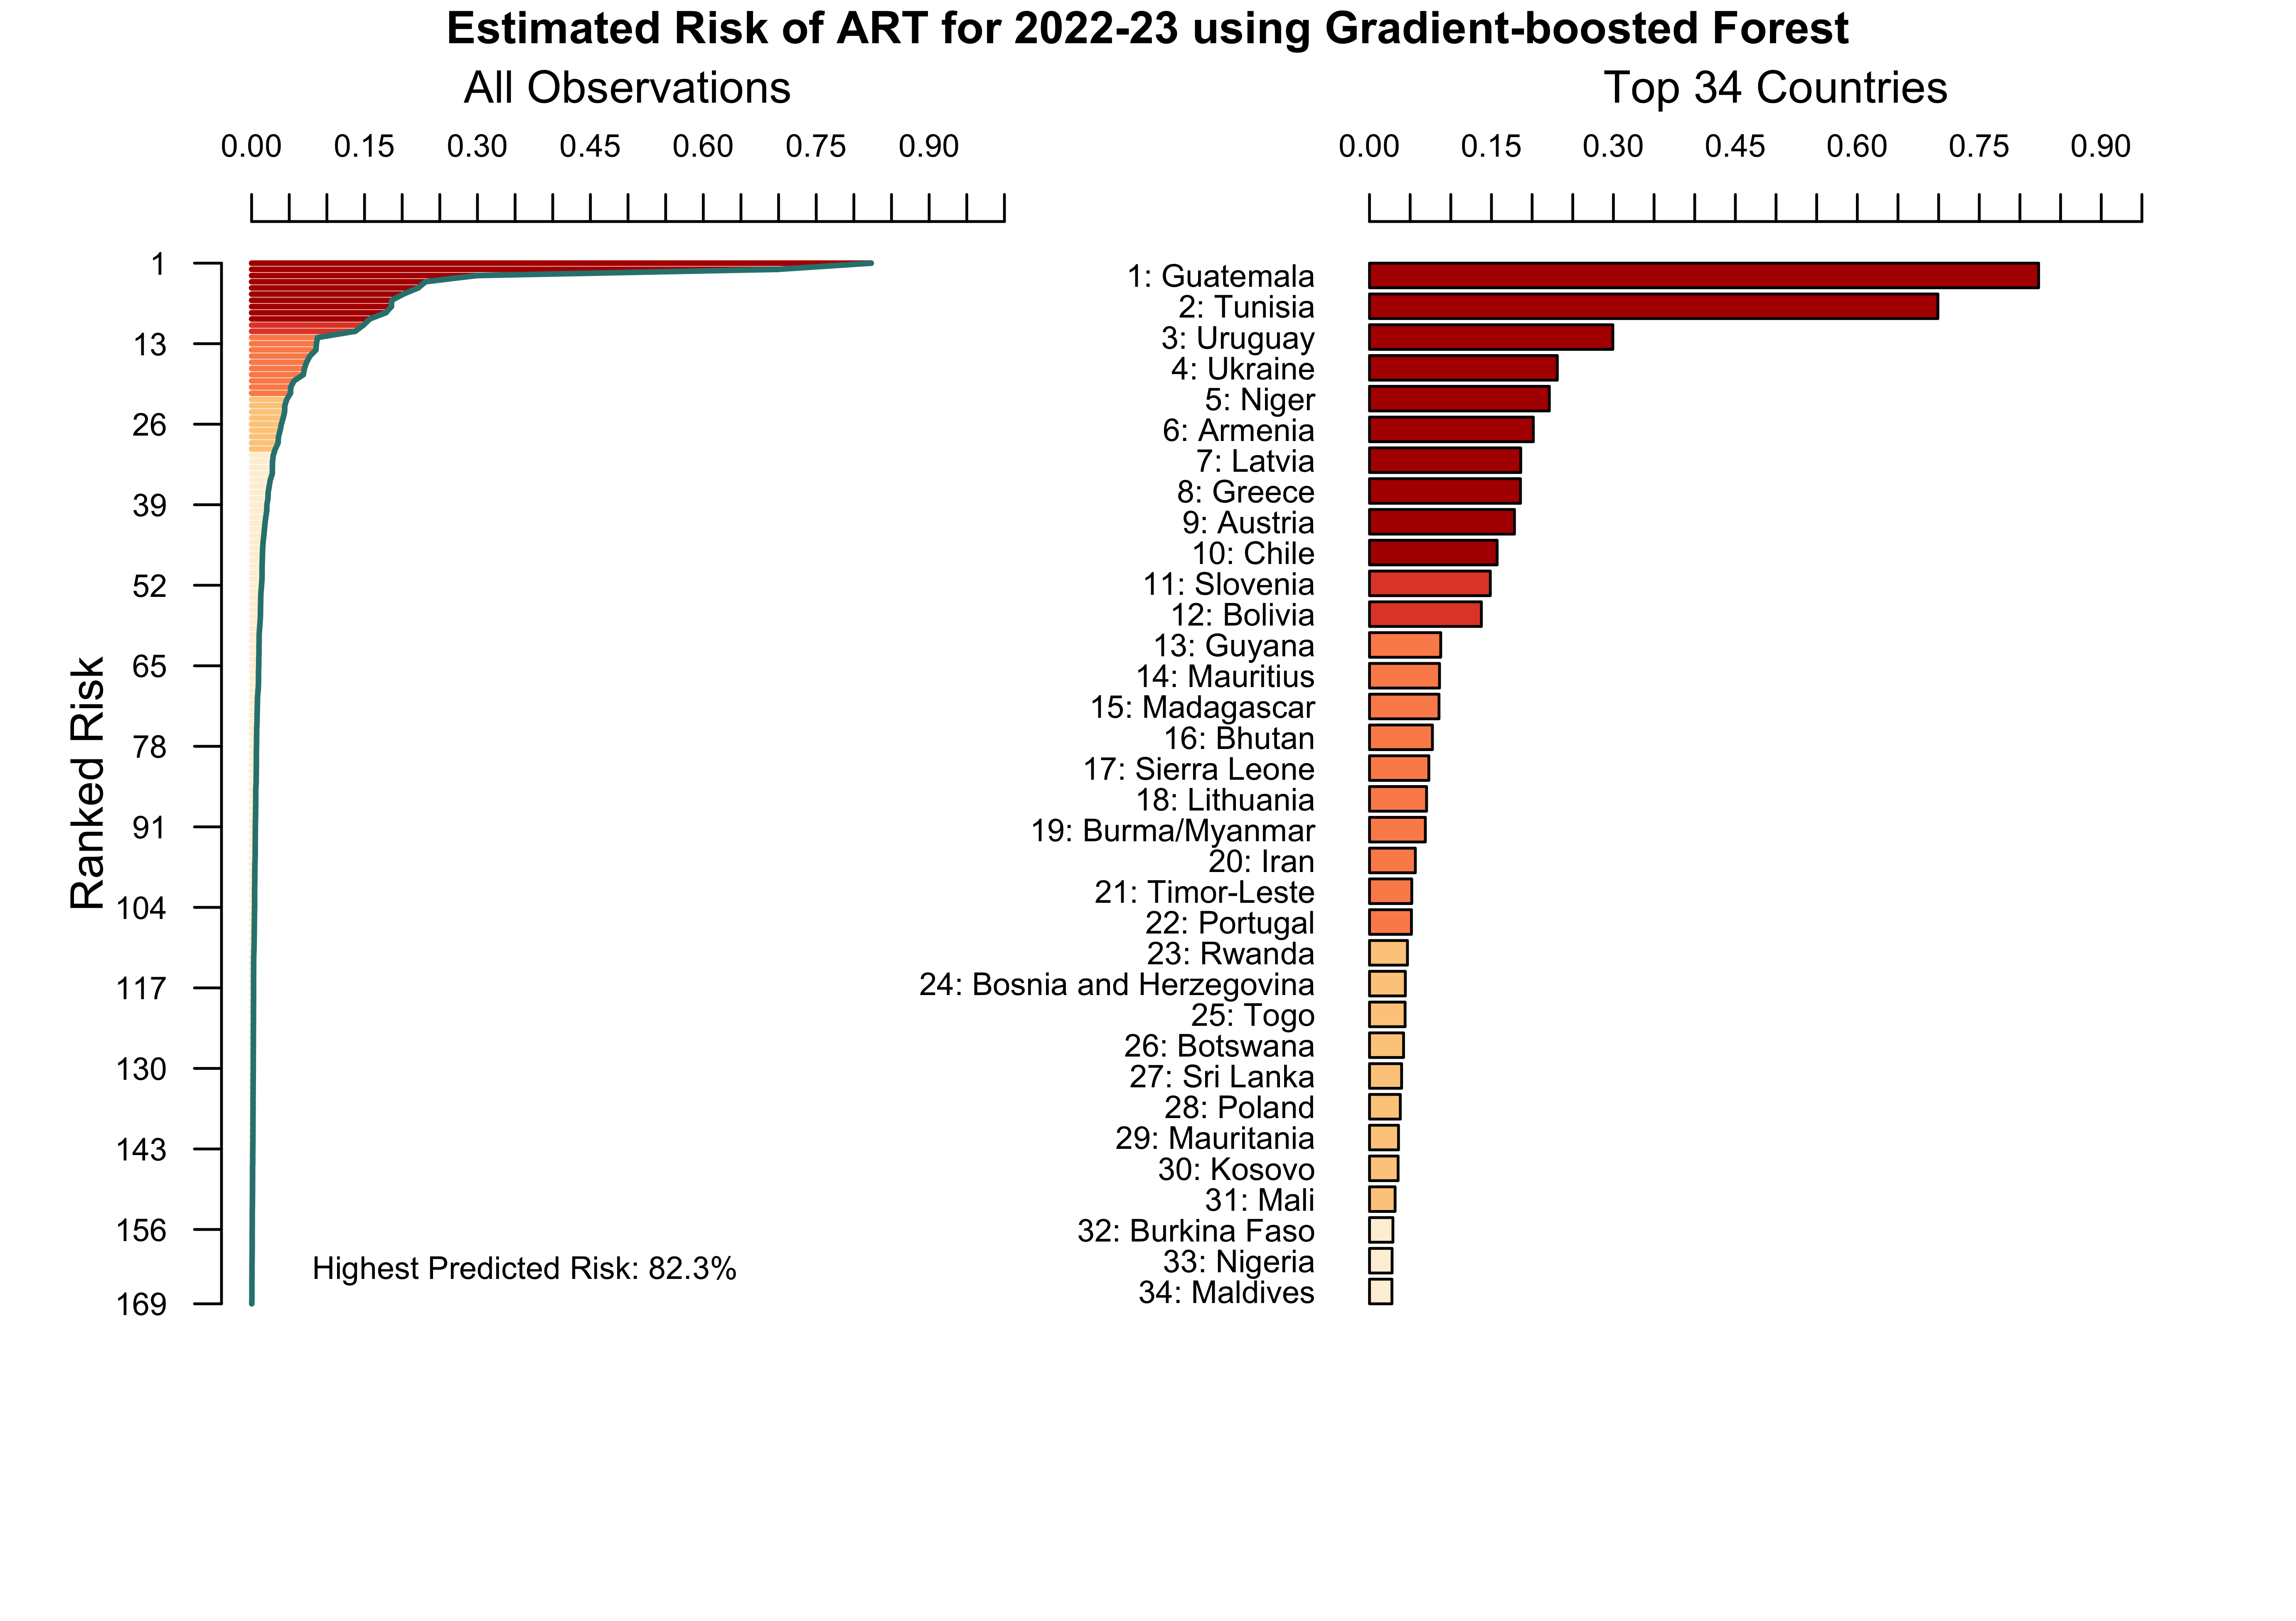 Estimated Risk of ART for 2022-23 using Gradient-boosted Forest
All Observations
0.00 0.15 0.30 0.45 0.60 0.75 0.90
Ranked Risk
1
13
26
39
52
65
78
91
104
117
130
143
156
169
Highest Predicted Risk: 82.3%
Top 34 Countries
0.00 0.15 0.30 0.45 0.60 0.75 0.90
1: Guatemala
2: Tunisia
3: Uruguay
4: Ukraine
5: Niger
6: Armenia
7: Latvia
8: Greece
9: Austria
10: Chile
11: Slovenia
12: Bolivia
13: Guyana
14: Mauritius
15: Madagascar
16: Bhutan
17: Sierra Leone
18: Lithuania
19: Burma/Myanmar
20: Iran
21: Timor-Leste
22: Portugal
23: Rwanda
24: Bosnia and Herzegovina
25: Togo
26: Botswana
27: Sri Lanka
28: Poland
29: Mauritania
30: Kosovo
31: Mali
32: Burkina Faso
33: Nigeria
34: Maldives